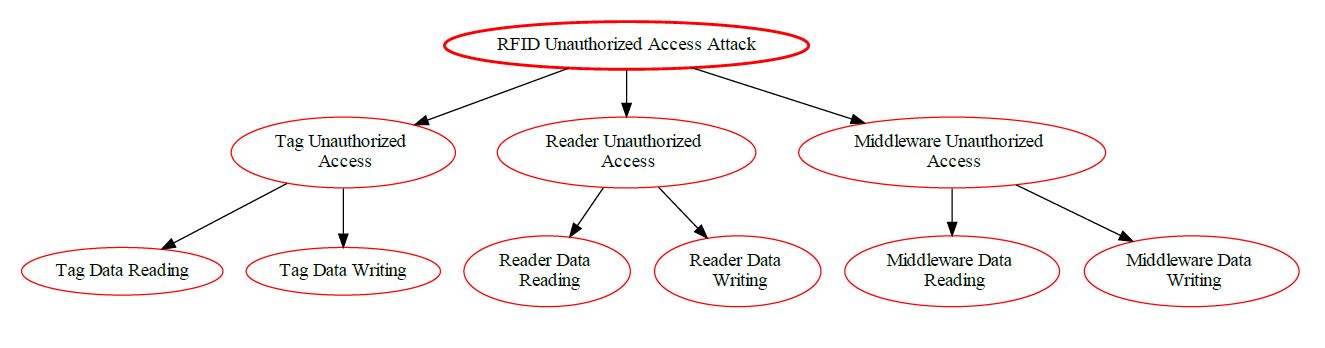 RFID Unauthorized Access Attack
Tag Unauthorized
Access
Reader Unauthorized
Access
Middleware Unauthorized
Access
Tag Data Reading
Tag Data Writing
Reader Data
Reading
Reader Data
Writing
Middleware Data
Reading
Middleware Data
Writing